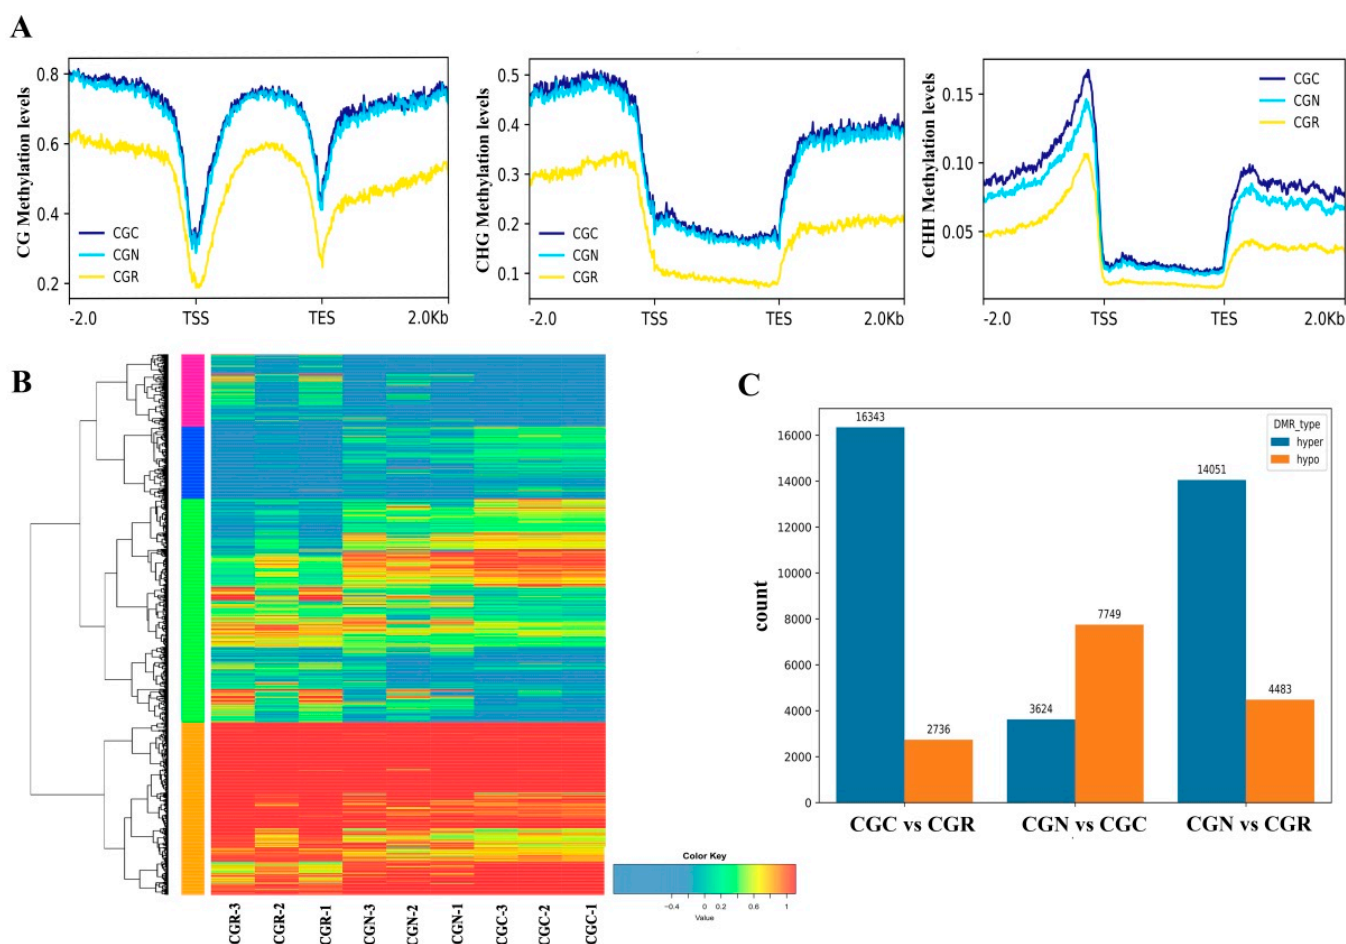 A
CG Methylation levels
0.8
0.6
0.4
0.2
CGC
CGN
CGR
-2.0
TSS
TES
2.0Kb
CHG Methylation levels
0.5
0.4
0.3
0.2
0.1
CGC
CGN
CGR
-2.0
TSS
TES
2.0Kb
CHH Methylation levels
0.15
0.10
0.05
CGC
CGN
CGR
-2.0
TSS
TES
2.0Kb
B
CGR-3
CGR-2
CGR-1
CGN-3
CGN-2
CGN-1
CGC-3
CGC-2
CGC-1
Color Key
−0.4
0
0.2
0.6
1
Value
C
count
16000
14000
12000
10000
8000
6000
4000
2000
0
16343
2736
3624
7749
14051
4483
DMR_type
hyper
hypo
CGC vs CGR
CGN vs CGC
CGN vs CGR